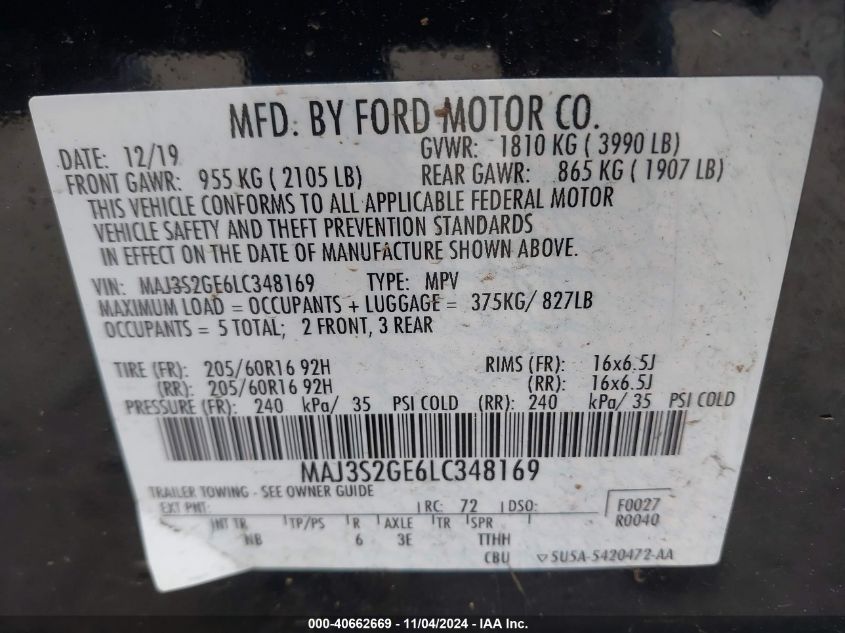 MFD. BY FORD MOTOR CO.
DATE: 12/19 GVWR: 1810 KG ( 3990 LB)
FRONT GAWR: 955 KG ( 2105 LB) REAR GAWR: 865 KG ( 1907 LB)
THIS VEHICLE CONFORMS TO ALL APPLICABLE FEDERAL MOTOR
VEHICLE SAFETY AND THEFT PREVENTION STANDARDS
IN EFFECT ON THE DATE OF MANUFACTURE SHOWN ABOVE.
VIN: MAJ3S2GE6LC348169 TYPE: MPV
MAXIMUM LOAD = OCCUPANTS + LUGGAGE = 375KG/ 827LB
OCCUPANTS = 5 TOTAL; 2 FRONT, 3 REAR
TIRE (FR): 205/60R16 92H RIMS (FR): 16x6.5J
(RR): 205/60R16 92H (RR): 16x6.5J
PRESSURE (FR): 240 kPa/ 35 PSI COLD (RR): 240 kPa/ 35 PSI COLD
MAJ3S2GE6LC348169
TRAILER TOWING - SEE OWNER GUIDE
EXT PNT: RC: 72 DSO: F0027
R0040
INT TR TP/PS R AXLE TR SPR
NB 6 3E TTHH
CBU SU5A-5420472-AA
000-40662669 - 11/04/2024 - IAA Inc.